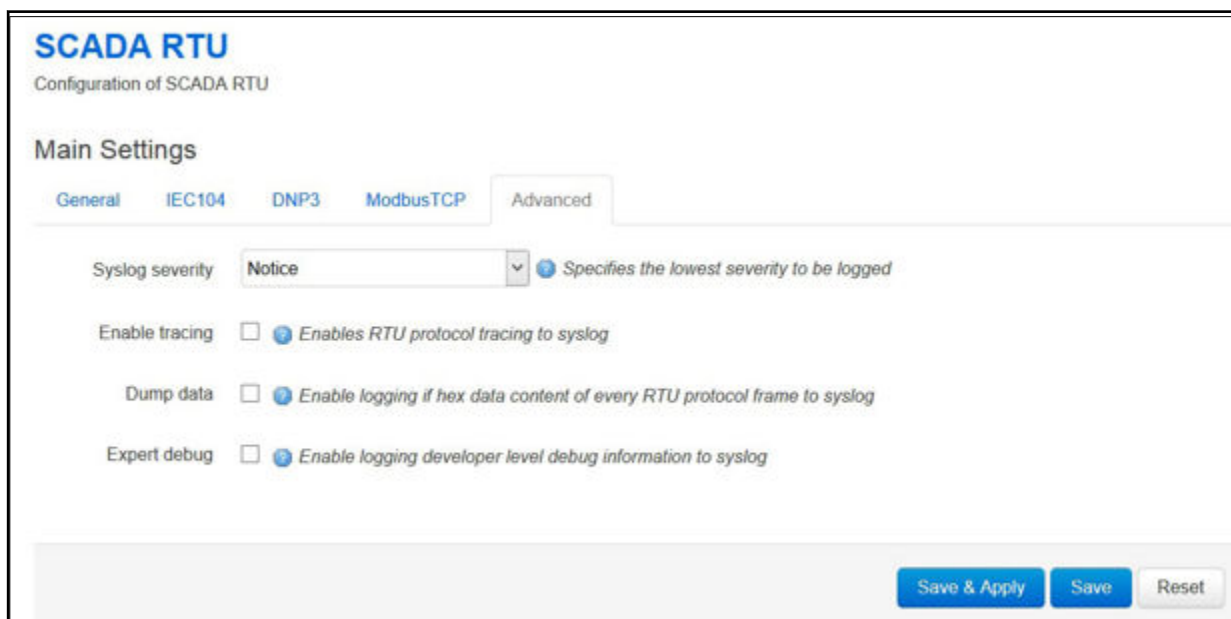 SCADA RTU
Configuration of SCADA RTU
Main Settings
General IEC104 DNP3 ModbusTCP Advanced
Syslog severity Notice Specifies the lowest severity to be logged
Enable tracing Enables RTU protocol tracing to syslog
Dump data Enable logging if hex data content of every RTU protocol frame to syslog
Expert debug Enable logging developer level debug information to syslog
Save & Apply Save Reset